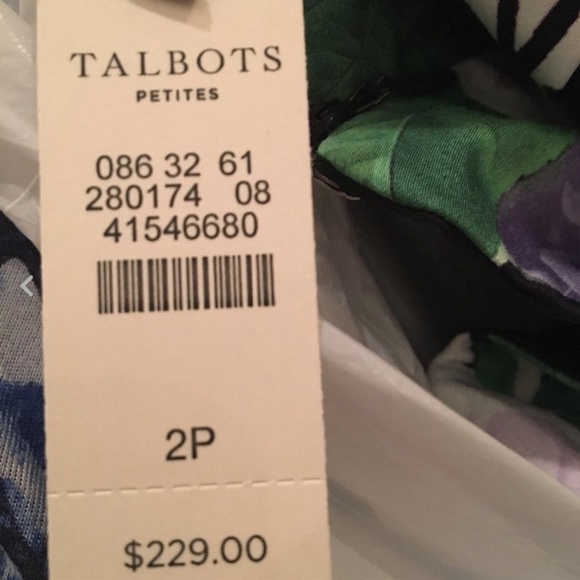 TALBOTS
PETITES
086 32 61
280174 08
41546680
2P
$229.00